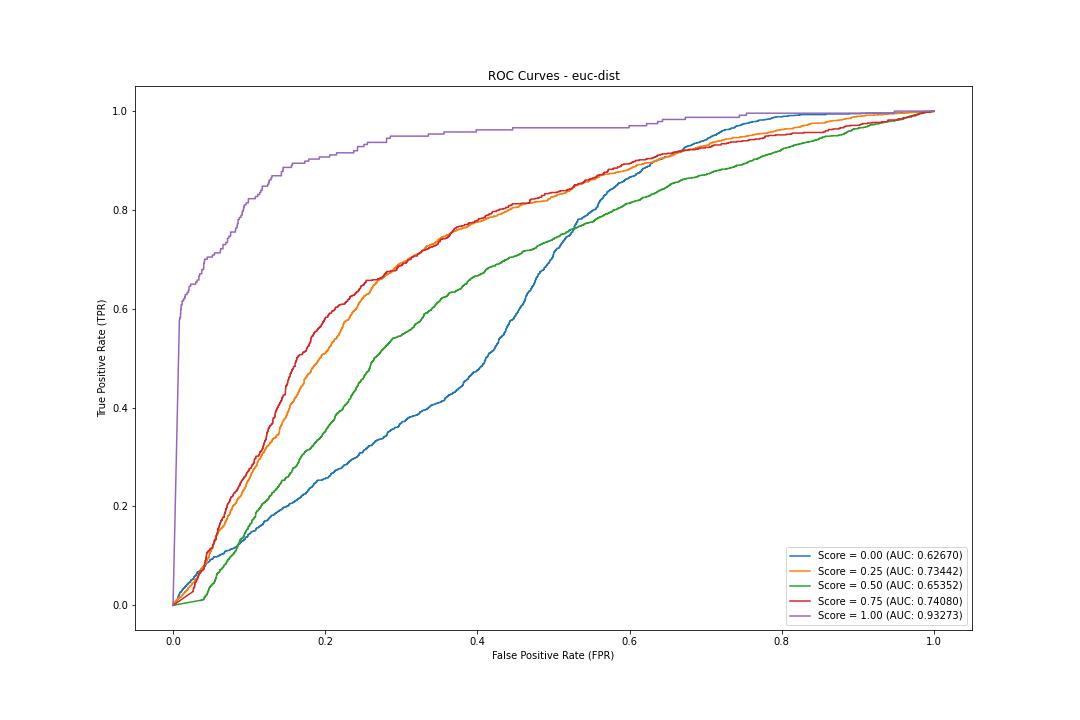 ROC Curves - euc-dist
True Positive Rate (TPR)
1.0
0.8
0.6
0.4
0.2
0.0
0.0 0.2 0.4 0.6 0.8 1.0
False Positive Rate (FPR)
Score = 0.00 (AUC: 0.62670)
Score = 0.25 (AUC: 0.73442)
Score = 0.50 (AUC: 0.65352)
Score = 0.75 (AUC: 0.74080)
Score = 1.00 (AUC: 0.93273)